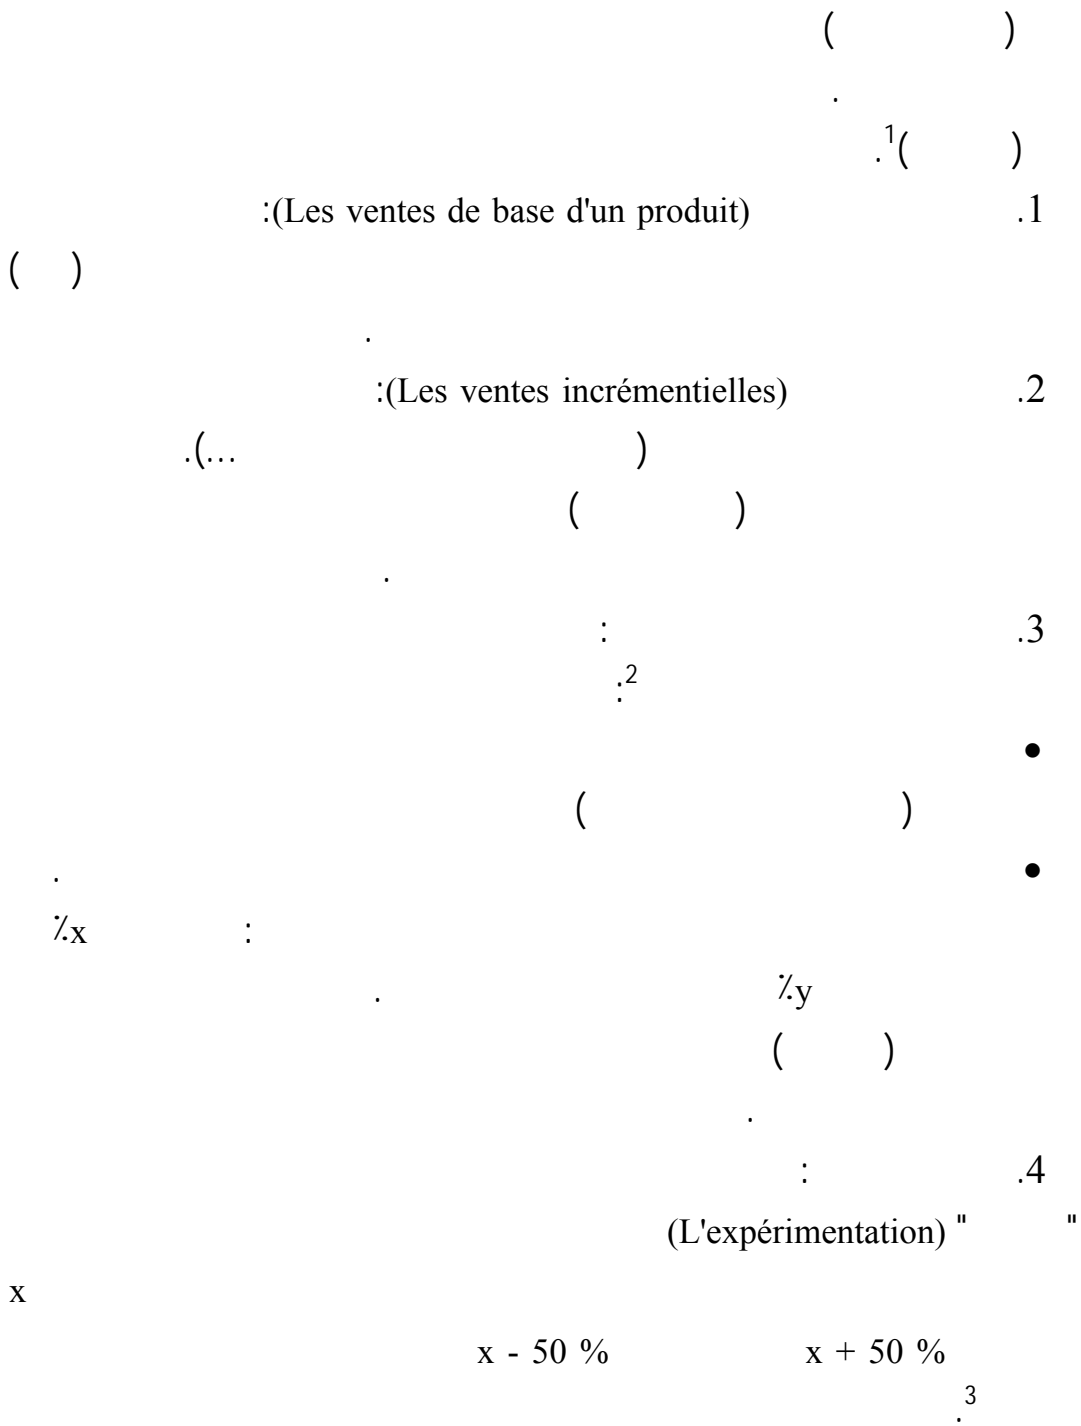 ( )
.
( )1.
1. (Les ventes de base d'un produit):
( )
.
2. (Les ventes incrémentielles):
( ...).
( )
.
3. :
2:
•
( )
• .
: x٪
y٪ .
( )
.
4. :
" " (L'expérimentation)
x
x + 50 % x - 50 %
3.